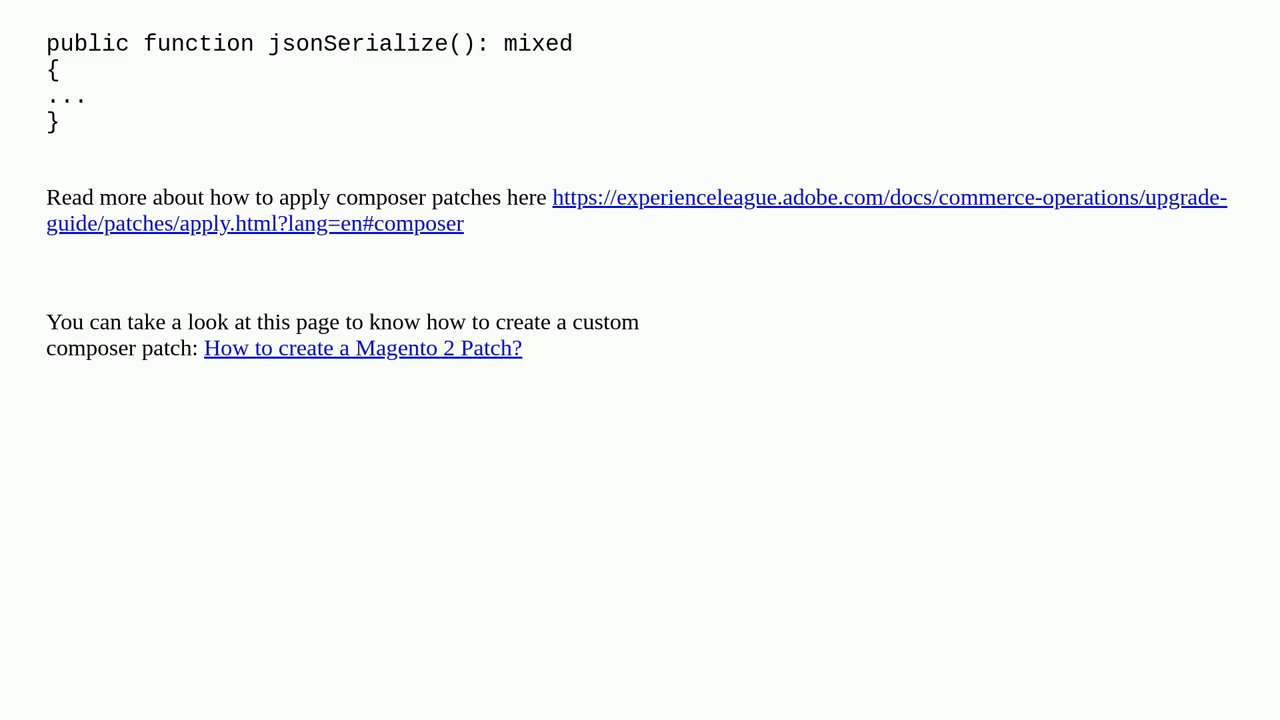 public function jsonSerialize(): mixed
{
...
}
Read more about how to apply composer patches here https://experienceleague.adobe.com/docs/commerce-operations/upgrade-
guide/patches/apply.html?lang=en#composer
You can take a look at this page to know how to create a custom
composer patch: How to create a Magento 2 Patch?